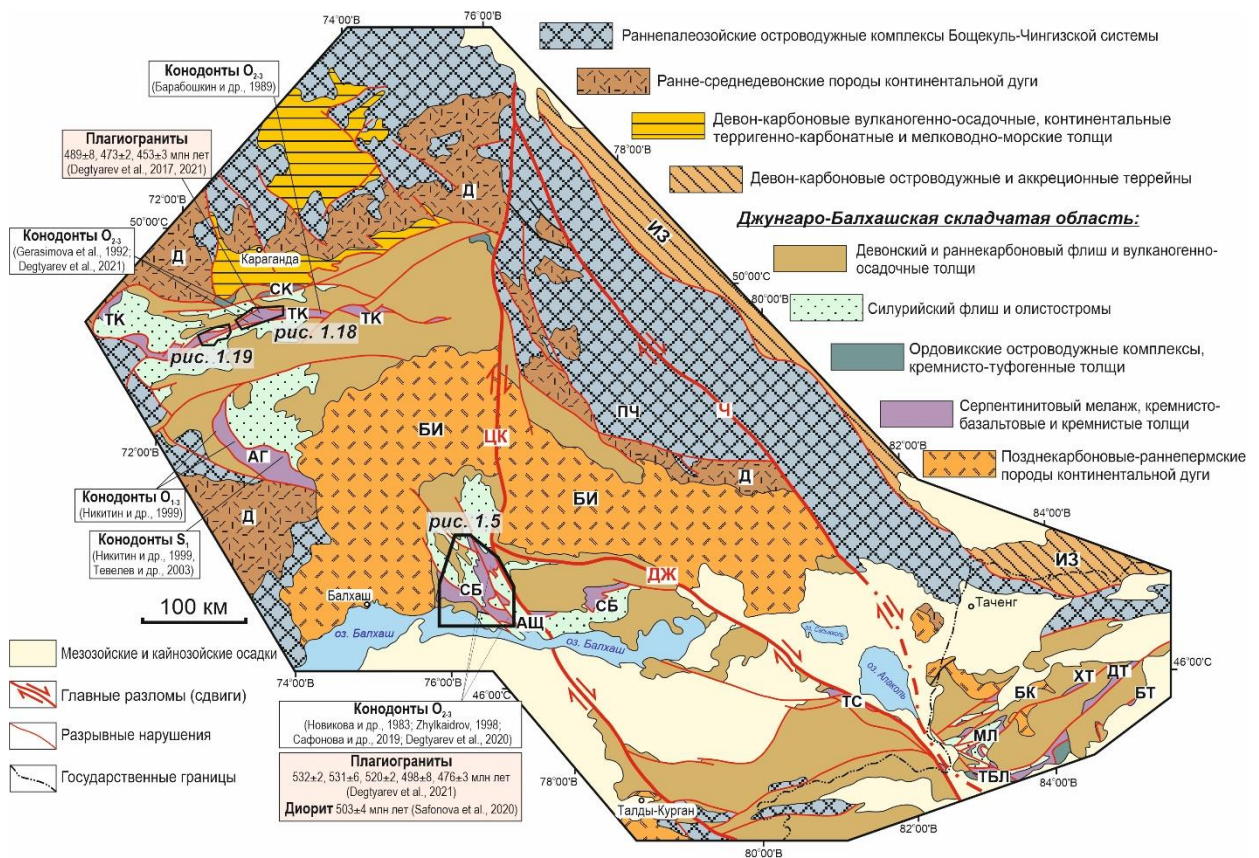 74°00'В
76°00'В
Раннепалеозойские островодужные комплексы Бощекуль-Чингизской системы
Ранне-среднедевонские породы континентальной дуги
Девон-карбоновые вулканогенно-осадочные, континентальные
терригенно-карбонатные и мелководно-морские толщи
Девон-карбоновые островодужные и аккреционные террейны
Джунгаро-Балхашская складчатая область:
Девонский и раннекарбоновый флиш и вулканогенно-
осадочные толщи
Силурийский флиш и олистостромы
Ордовикские островодужные комплексы,
кремнисто-туфогенные толщи
Серпентинитовый меланж, кремнисто-
базальтовые и кремнистые толщи
Позднекарбоновые-раннепермские
породы континентальной дуги
Конодонты O2-3
(Барабошкин и др., 1989)
Плагиограниты
489±8, 473±2, 453±3 млн лет
(Degtyarev et al., 2017, 2021)
72°00'В
50°00'С
Конодонты O2-3
(Gerasimova et al., 1992;
Degtyarev et al., 2021)
78°00'В
ИЗ
50°00'С
80°00'В
Д
Д
Караганда
СК
ТК
ТК
ТК
рис. 1.18
рис. 1.19
ПЧ
Ч
ЦК
БИ
БИ
Д
82°00'В
72°00'В
АГ
Д
Конодонты O1-3
(Никитин и др., 1999)
Конодонты S1
(Никитин и др., 1999,
Тевелев и др., 2003)
рис. 1.5
84°00'В
ИЗ
100 км
Балхаш
СБ
СБ
ДЖ
АЩ
Таченг
оз. Балхаш
оз. Балхаш
оз. Сасыкколь
оз. Алаколь
46°00'С
74°00'В
76°00'В
46°00'С
ТС
БК
ХТ
ДТ
БТ
МЛ
ТБЛ
84°00'В
82°00'В
80°00'В
78°00'В
Талды-Курган
Мезозойские и кайнозойские осадки
Главные разломы (сдвиги)
Разрывные нарушения
Государственные границы
Конодонты O2-3
(Новикова и др., 1983; Zhylkaidrov, 1998;
Сафонова и др., 2019; Degtyarev et al., 2020)
Плагиограниты
532±2, 531±6, 520±2, 498±8, 476±3 млн лет
(Degtyarev et al., 2021)
Диорит 503±4 млн лет (Safonova et al., 2020)